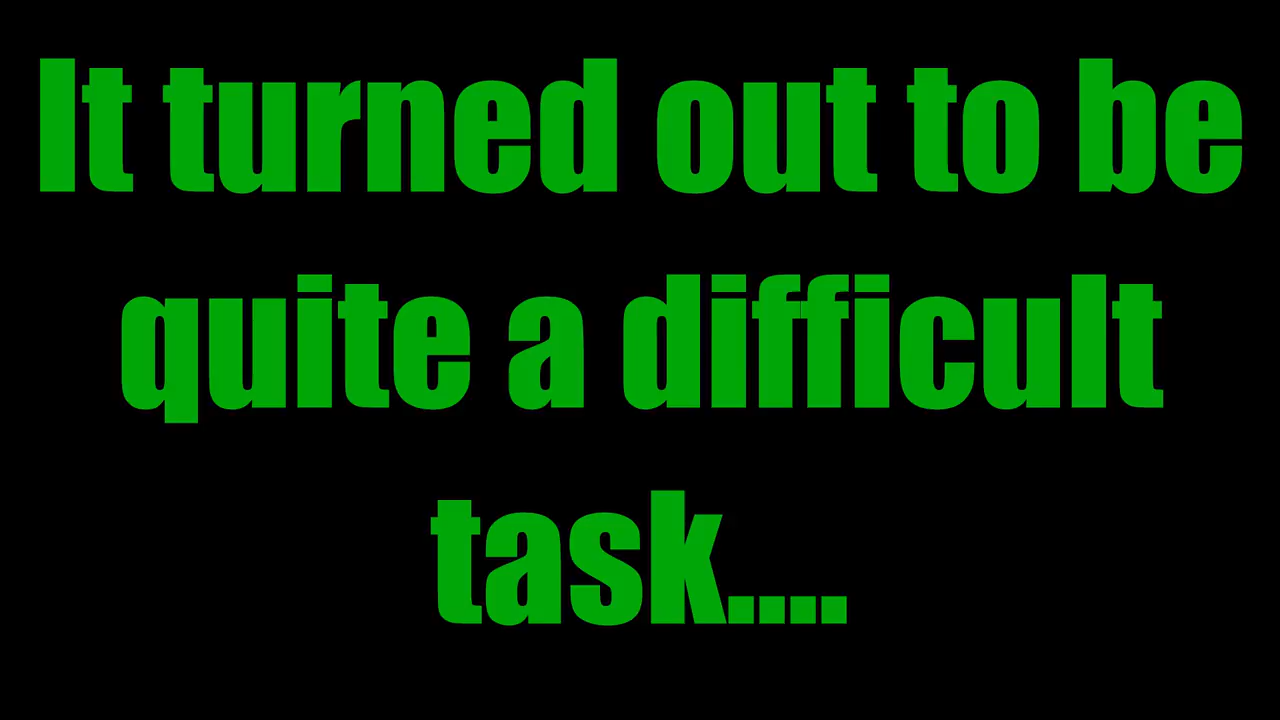 It turned out to be
quite a difficult
task....